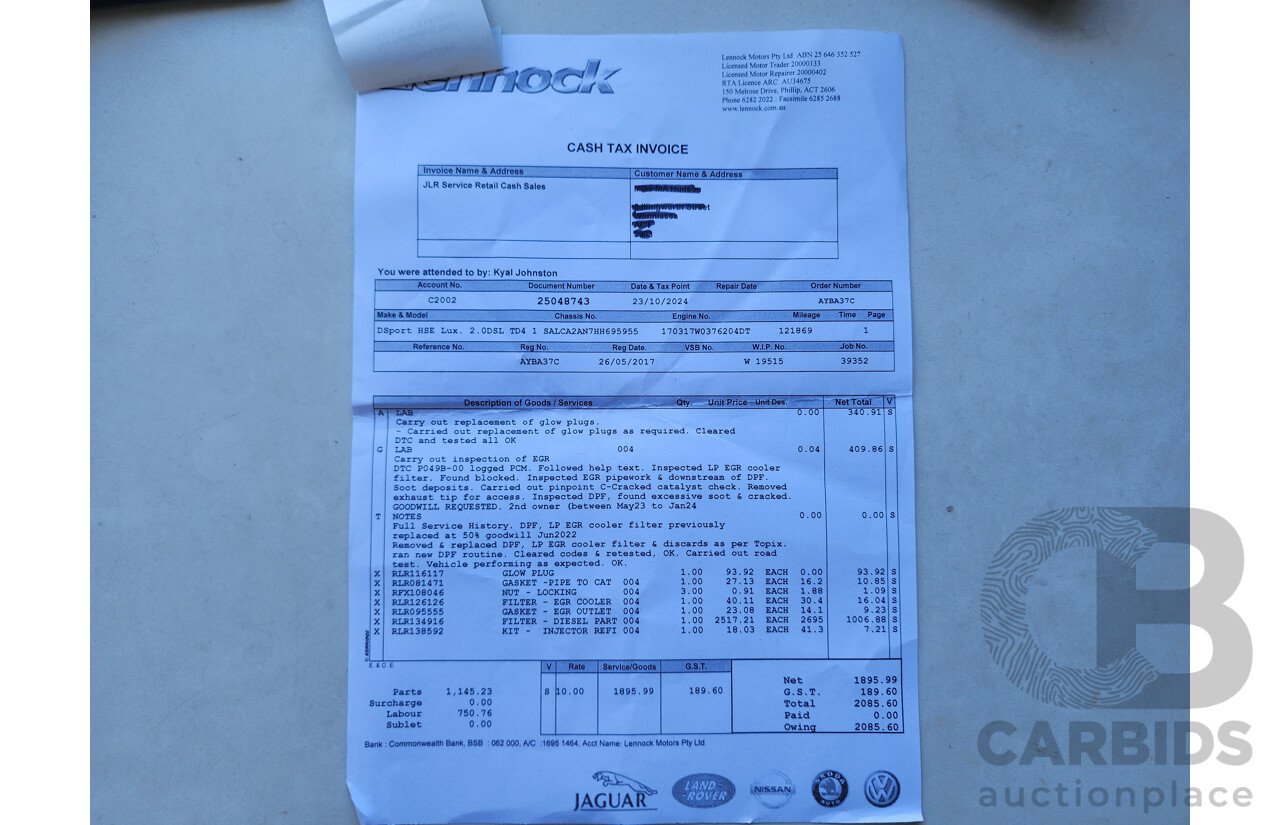 Lennock
Lennock Motors Pty Ltd ABN 25 646 352 527
Licensed Motor Trader 20000133
Licensed Motor Repairer 20000402
RTA Licence ARC AU34675
150 Melrose Drive, Phillip, ACT 2606
Phone 6282 2022 : Facsimile 6285 2688
www.lennock.com.au
CASH TAX INVOICE
Invoice Name & Address Customer Name & Address
JLR Service Retail Cash Sales
Street
You were attended to by: Kyal Johnston
Account No. Document Number Date & Tax Point Repair Date Order Number
C2002 25048743 23/10/2024 AYBA37C
Make & Model Chassis No. Engine No. Mileage Time Page
DSport HSE Lux. 2.0DSL TD4 1 SALCA2AN7HH695955 170317W0376204DT 121869 1
Reference No. Reg No. Reg Date. VSB No. W.I.P. No. Job No.
AYBA37C 26/05/2017 W 19515 39352
Description of Goods / Services Qty. Unit Price Unit Des. Net Total V
A LAB 0.00 340.91 S
Carry out replacement of glow plugs.
- Carried out replacement of glow plugs as required. Cleared
DTC and tested all OK
G LAB 004 0.04 409.86 S
Carry out inspection of EGR
DTC P049B-00 logged PCM. Followed help text. Inspected LP EGR cooler
filter. Found blocked. Inspected EGR pipework & downstream of DPF.
Soot deposits. Carried out pinpoint C-Cracked catalyst check. Removed
exhaust tip for access. Inspected DPF, found excessive soot & cracked.
GOODWILL REQUESTED. 2nd owner (between May23 to Jan24
T NOTES 0.00 0.00 S
Full Service History. DPF, LP EGR cooler filter previously
replaced at 50% goodwill Jun2022
Removed & replaced DPF, LP EGR cooler filter & discards as per Topix.
ran new DPF routine. Cleared codes & retested, OK. Carried out road
test. Vehicle performing as expected. OK.
X RLR116117 GLOW PLUG 1.00 93.92 EACH 0.00 93.92 S
X RLR081471 GASKET -PIPE TO CAT 004 1.00 27.13 EACH 16.2 10.85 S
X RFX108046 NUT - LOCKING 004 3.00 0.91 EACH 1.88 1.09 S
X RLR126126 FILTER - EGR COOLER 004 1.00 40.11 EACH 30.4 16.04 S
X RLR095555 GASKET - EGR OUTLET 004 1.00 23.08 EACH 14.1 9.23 S
X RLR134916 FILTER - DIESEL PART 004 1.00 2517.21 EACH 2695 1006.88 S
X RLR138592 KIT - INJECTOR REFI 004 1.00 18.03 EACH 41.3 7.21 S
E & O E
V Rate Service/Goods G.S.T.
S 10.00 1895.99 189.60
Parts 1,145.23
Surcharge 0.00
Labour 750.76
Sublet 0.00
Net 1895.99
G.S.T. 189.60
Total 2085.60
Paid 0.00
Owing 2085.60
Bank : Commonwealth Bank, BSB : 062 000, A/C :1695 1464, Acct Name: Lennock Motors Pty Ltd
JAGUAR LAND-ROVER NISSAN SKODA AUTO
CARBIDS
auctionplace